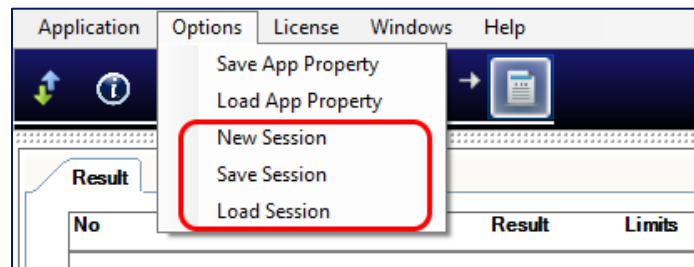 Application Options License Windows Help
Save App Property
Load App Property
New Session
Save Session
Load Session
Result
No Result Limits